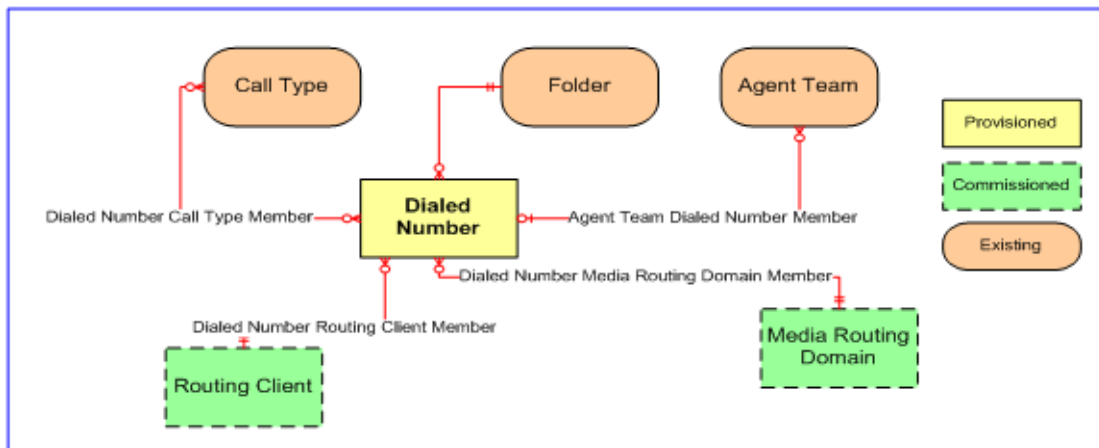 Call Type
Folder
Agent Team
Provisioned
Commissioned
Existing
Dialed
Number
Dialed Number Call Type Member
Agent Team Dialed Number Member
Dialed Number Media Routing Domain Member
Dialed Number Routing Client Member
Media Routing
Domain
Routing Client